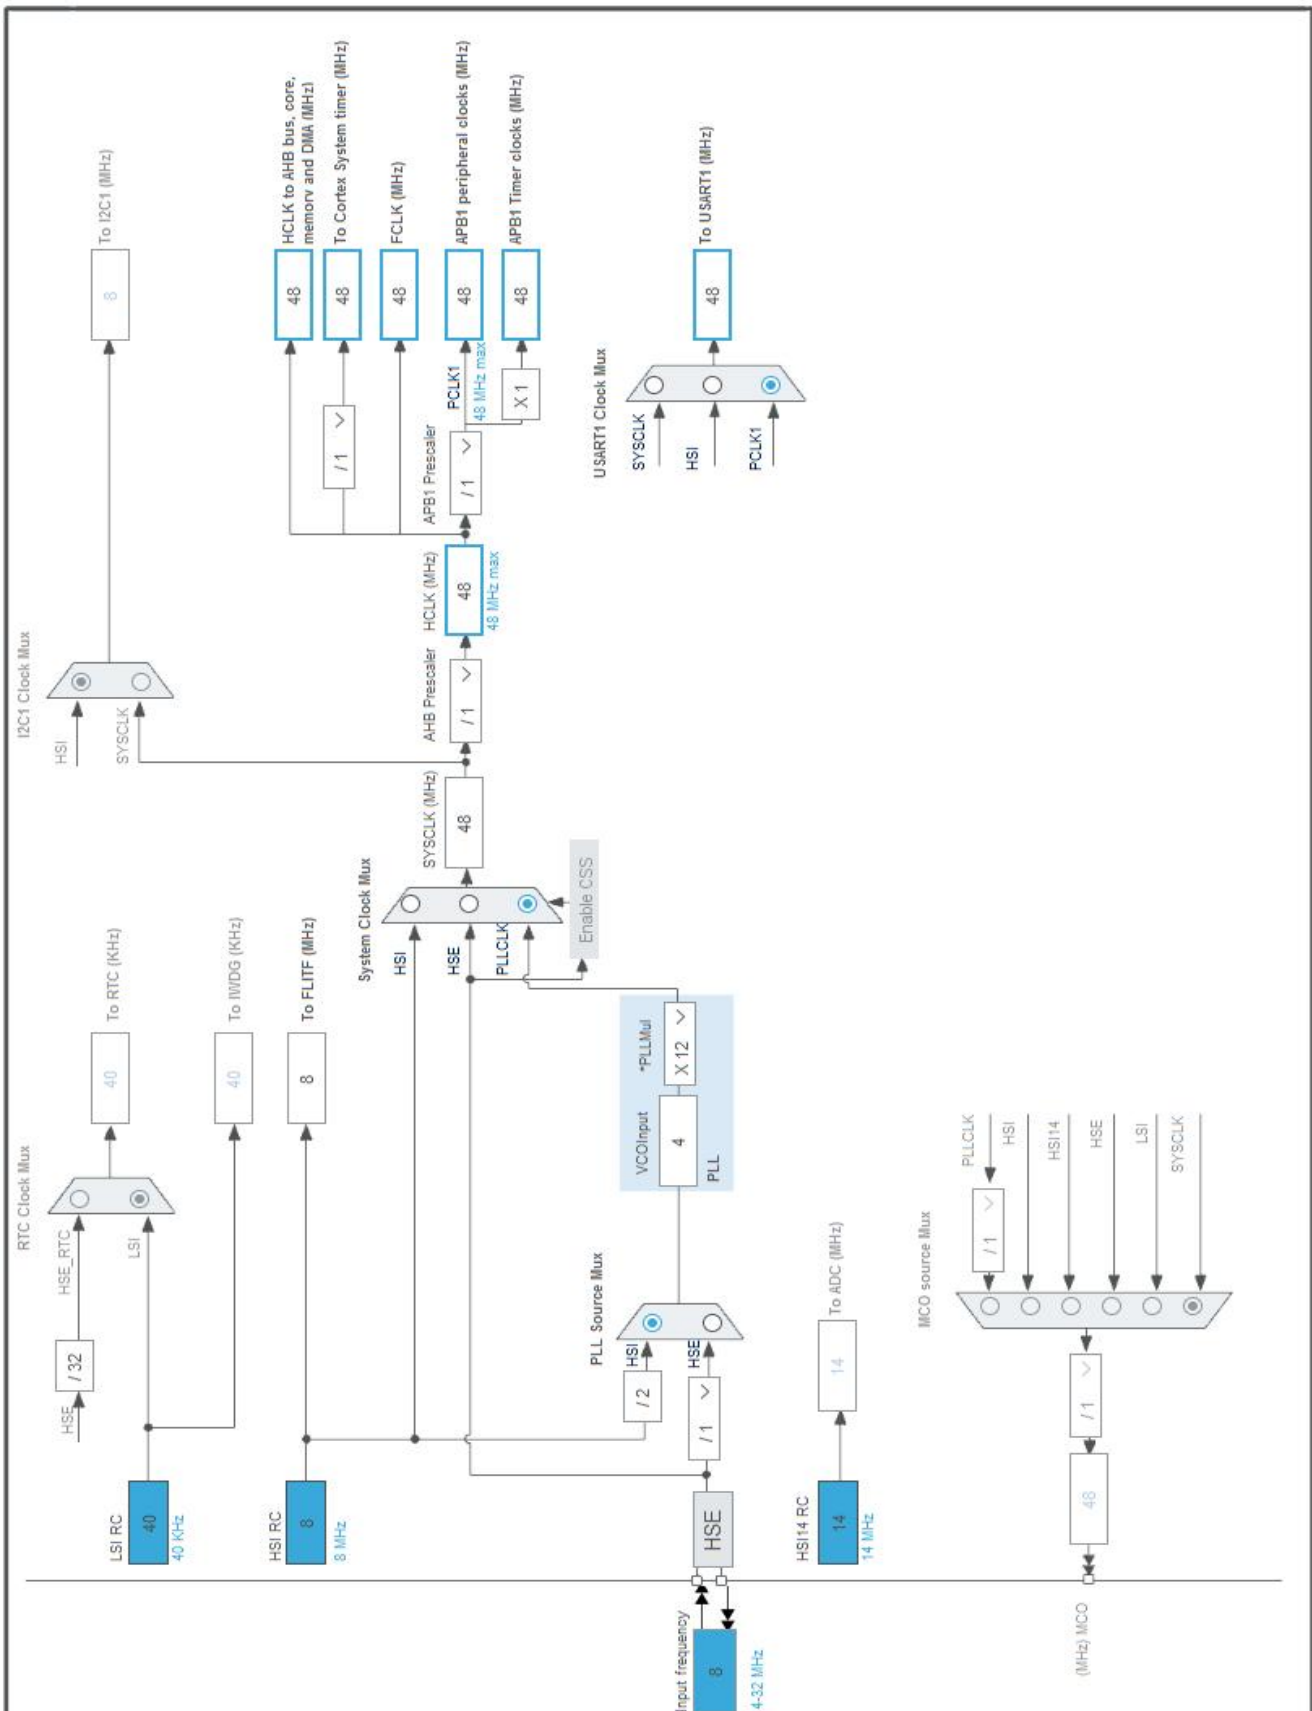 RTC Clock Mux
HSE
/ 32
HSE_RTC
LSI
40
To RTC (KHz)
LSI RC
40
40 KHz
40
To IWDG (KHz)
HSI RC
8
8 MHz
8
To FLITF (MHz)
I2C1 Clock Mux
HSI
SYSCLK
8
To I2C1 (MHz)
System Clock Mux
HSI
HSE
PLLCLK
Enable CSS
SYSCLK (MHz)
48
AHB Prescaler
/ 1
HCLK (MHz)
48
48 MHz max
APB1 Prescaler
/ 1
PCLK1
48 MHz max
/ 1
X 1
48
HCLK to AHB bus, core,
memory and DMA (MHz)
48
To Cortex System timer (MHz)
48
FCLK (MHz)
48
APB1 peripheral clocks (MHz)
48
APB1 Timer clocks (MHz)
PLL Source Mux
/ 2
HSI
HSE
/ 1
VCOInput
4
*PLLMul
X 12
PLL
Input frequency
8
4-32 MHz
HSE
USART1 Clock Mux
SYSCLK
HSI
PCLK1
48
To USART1 (MHz)
HSI14 RC
14
14 MHz
14
To ADC (MHz)
MCO source Mux
PLLCLK
/ 1
HSI
HSI14
HSE
LSI
SYSCLK
/ 1
48
(MHz) MCO